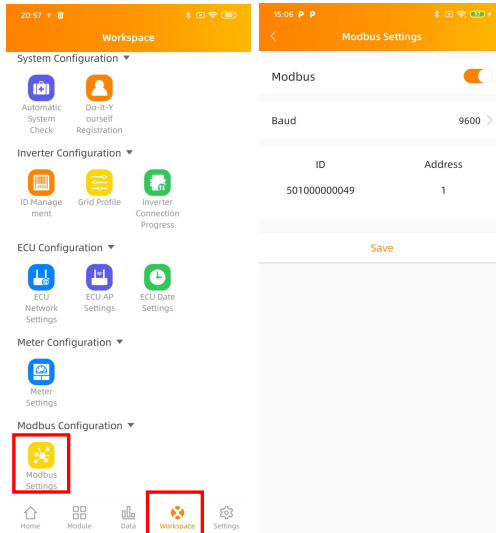 20:57
Workspace
System Configuration
Automatic
System
Check
Do-It-Y
ourself
Registration
Inverter Configuration
ID Manage
ment
Grid Profile
Inverter
Connection
Progress
ECU Configuration
ECU
Network
Settings
ECU AP
Settings
ECU Date
Settings
Meter Configuration
Meter
Settings
Modbus Configuration
Modbus
Settings
Home
Module
Data
Workspace
Settings
15:06 P P
Modbus Settings
Modbus
Baud 9600
ID Address
501000000049 1
Save